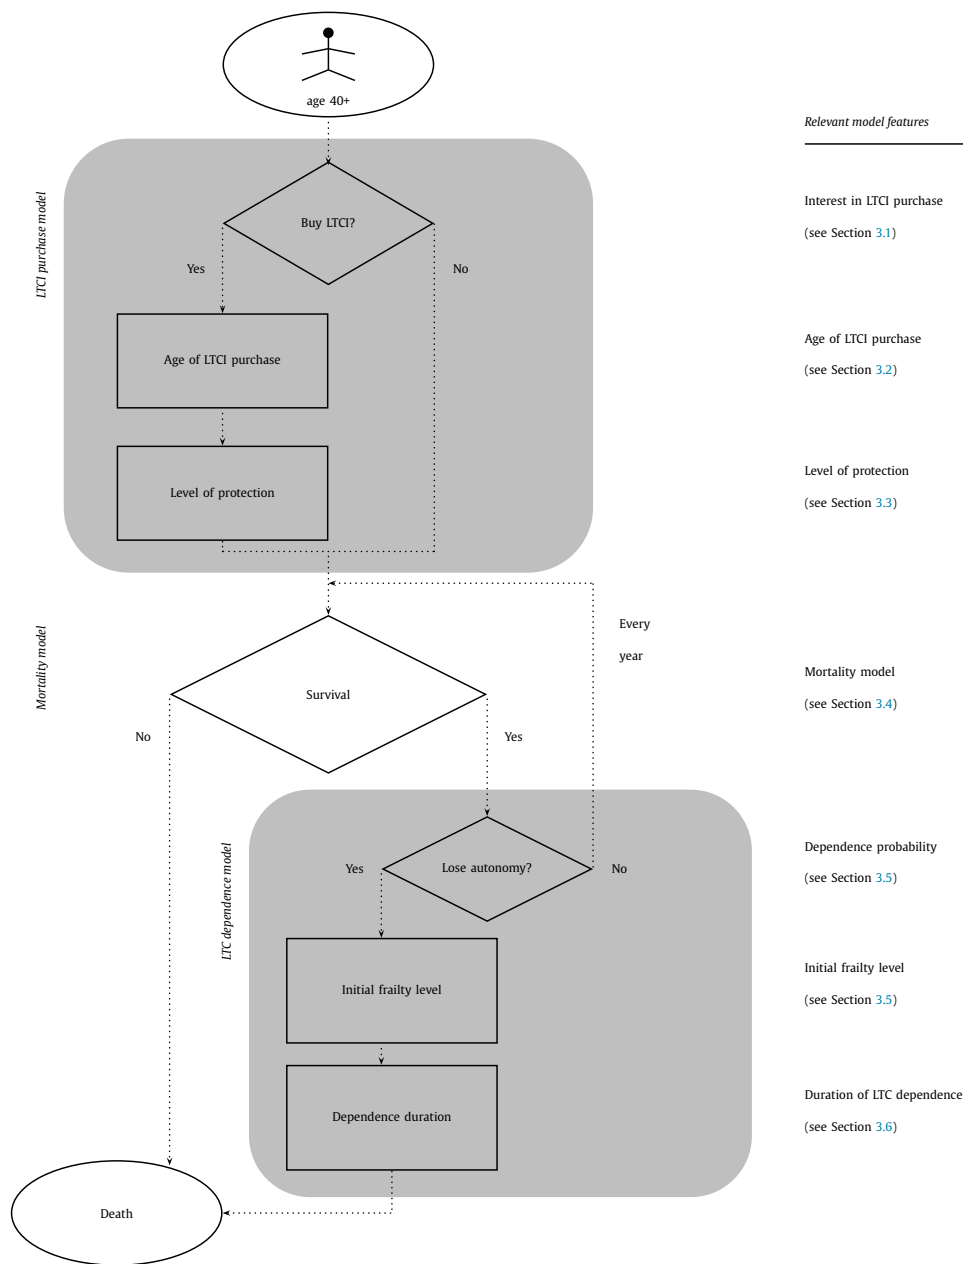 age 40+
Relevant model features
LTCI purchase model
Buy LTCI?
Interest in LTCI purchase
(see Section 3.1)
Yes
No
Age of LTCI purchase
Age of LTCI purchase
(see Section 3.2)
Level of protection
Level of protection
(see Section 3.3)
Mortality model
Every
year
Survival
Mortality model
(see Section 3.4)
No
Yes
LTC dependence model
Yes
Lose autonomy?
No
Dependence probability
(see Section 3.5)
Initial frailty level
Initial frailty level
(see Section 3.5)
Dependence duration
Duration of LTC dependence
(see Section 3.6)
Death